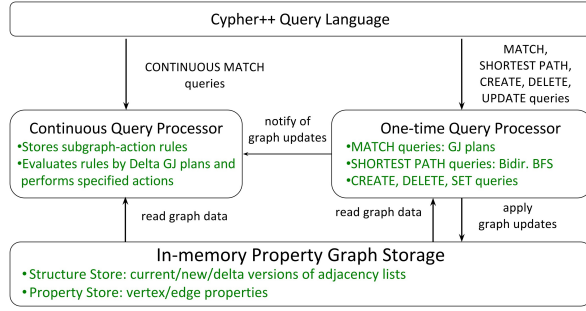 Cypher++ Query Language
CONTINUOUS MATCH
queries
MATCH,
SHORTEST PATH,
CREATE, DELETE,
UPDATE queries
Continuous Query Processor
•Stores subgraph-action rules
•Evaluates rules by Delta GJ plans and
performs specified actions
notify of
graph updates
One-time Query Processor
•MATCH queries: GJ plans
•SHORTEST PATH queries: Bidir. BFS
•CREATE, DELETE, SET queries
read graph data
read graph data
apply
graph updates
In-memory Property Graph Storage
•Structure Store: current/new/delta versions of adjacency lists
•Property Store: vertex/edge properties